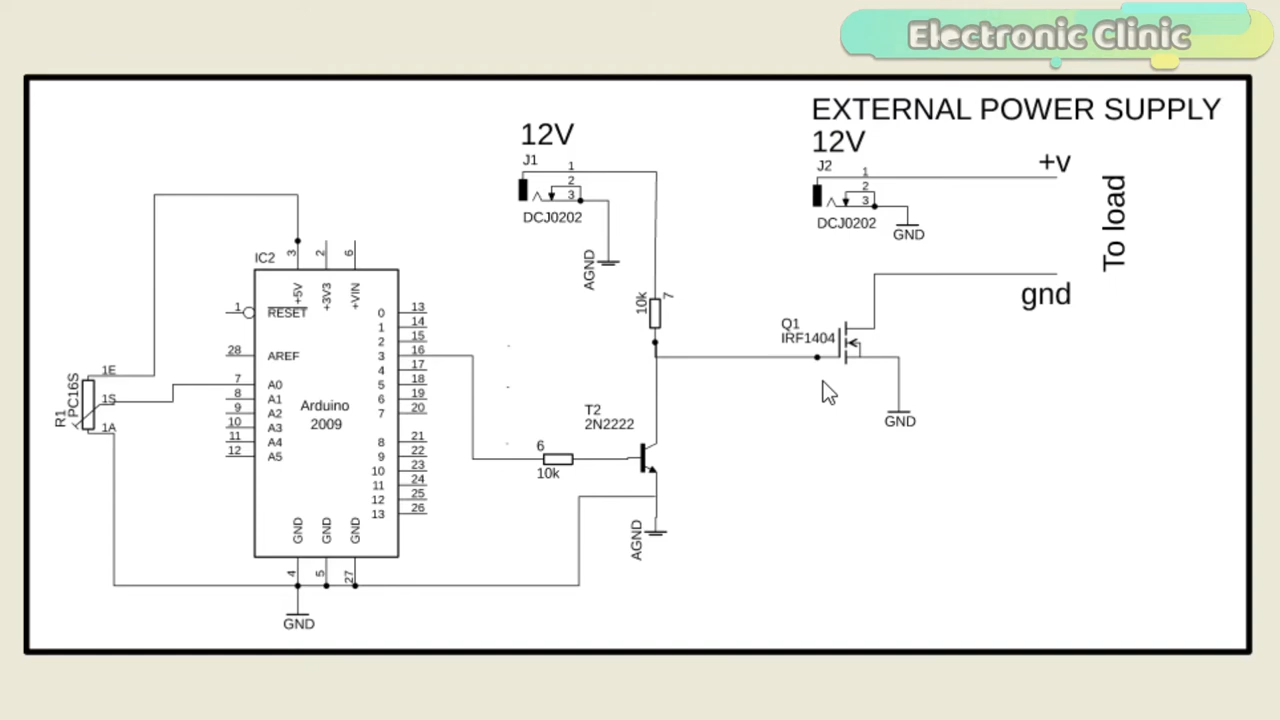 Electronic Clinic
EXTERNAL POWER SUPPLY
12V
12V
J1
1
2
3
DCJ0202
AGND
J2
1
2
3
DCJ0202
GND
+v
To load
gnd
IC2
3
2
6
+5V
+3V3
+VIN
1
RESET
28
AREF
7
A0
8
A1
9
A2
10
A3
11
A4
12
A5
Arduino
2009
0
13
1
14
2
15
3
16
4
17
5
18
6
19
7
20
8
21
9
22
10
23
11
24
12
25
13
26
GND
GND
GND
4
5
27
GND
R1
PC16S
1E
1S
1A
10k
7
Q1
IRF1404
GND
T2
2N2222
6
10k
AGND